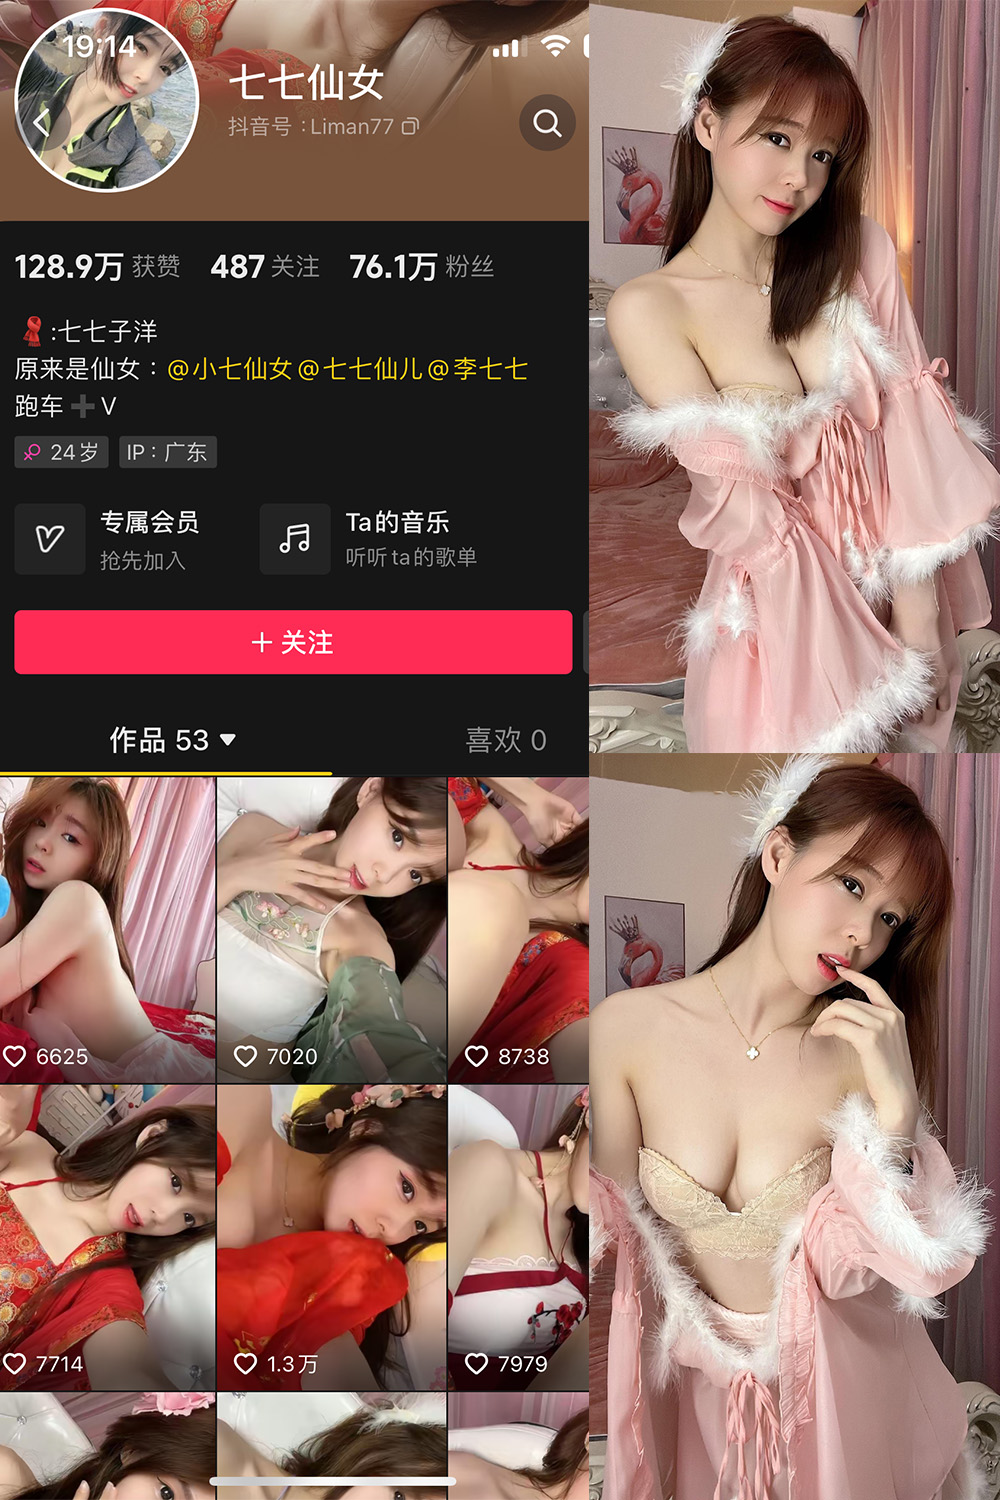 19:14
七七仙女
抖音号：Liman77
128.9万 获赞 487 关注 76.1万 粉丝
:七七子洋
原来是仙女：@小七仙女@七七仙儿@李七七
跑车➕V
24岁 IP：广东
专属会员
抢先加入
Ta的音乐
听听ta的歌单
＋关注
作品 53 ▼ 喜欢 0
6625 7020 8738
7714 1.3万 7979